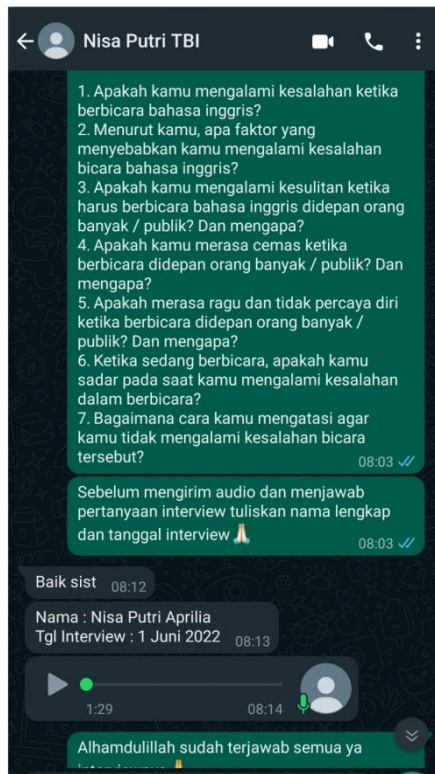 Nisa Putri TBI
1. Apakah kamu mengalami kesalahan ketika
berbicara bahasa inggris?
2. Menurut kamu, apa faktor yang
menyebabkan kamu mengalami kesalahan
bicara bahasa inggris?
3. Apakah kamu mengalami kesulitan ketika
harus berbicara bahasa inggris didepan orang
banyak / publik? Dan mengapa?
4. Apakah kamu merasa cemas ketika
berbicara didepan orang banyak / publik? Dan
mengapa?
5. Apakah merasa ragu dan tidak percaya diri
ketika berbicara didepan orang banyak /
publik? Dan mengapa?
6. Ketika sedang berbicara, apakah kamu
sadar pada saat kamu mengalami kesalahan
dalam berbicara?
7. Bagaimana cara kamu mengatasi agar
kamu tidak mengalami kesalahan bicara
tersebut?
08:03
Sebelum mengirim audio dan menjawab
pertanyaan interview tuliskan nama lengkap
dan tanggal interview🙏🏻
08:03
Baik sist 08:12
Nama : Nisa Putri Aprilia
Tgl Interview : 1 Juni 2022 08:13
1:29 08:14
Alhamdulillah sudah terjawab semua ya